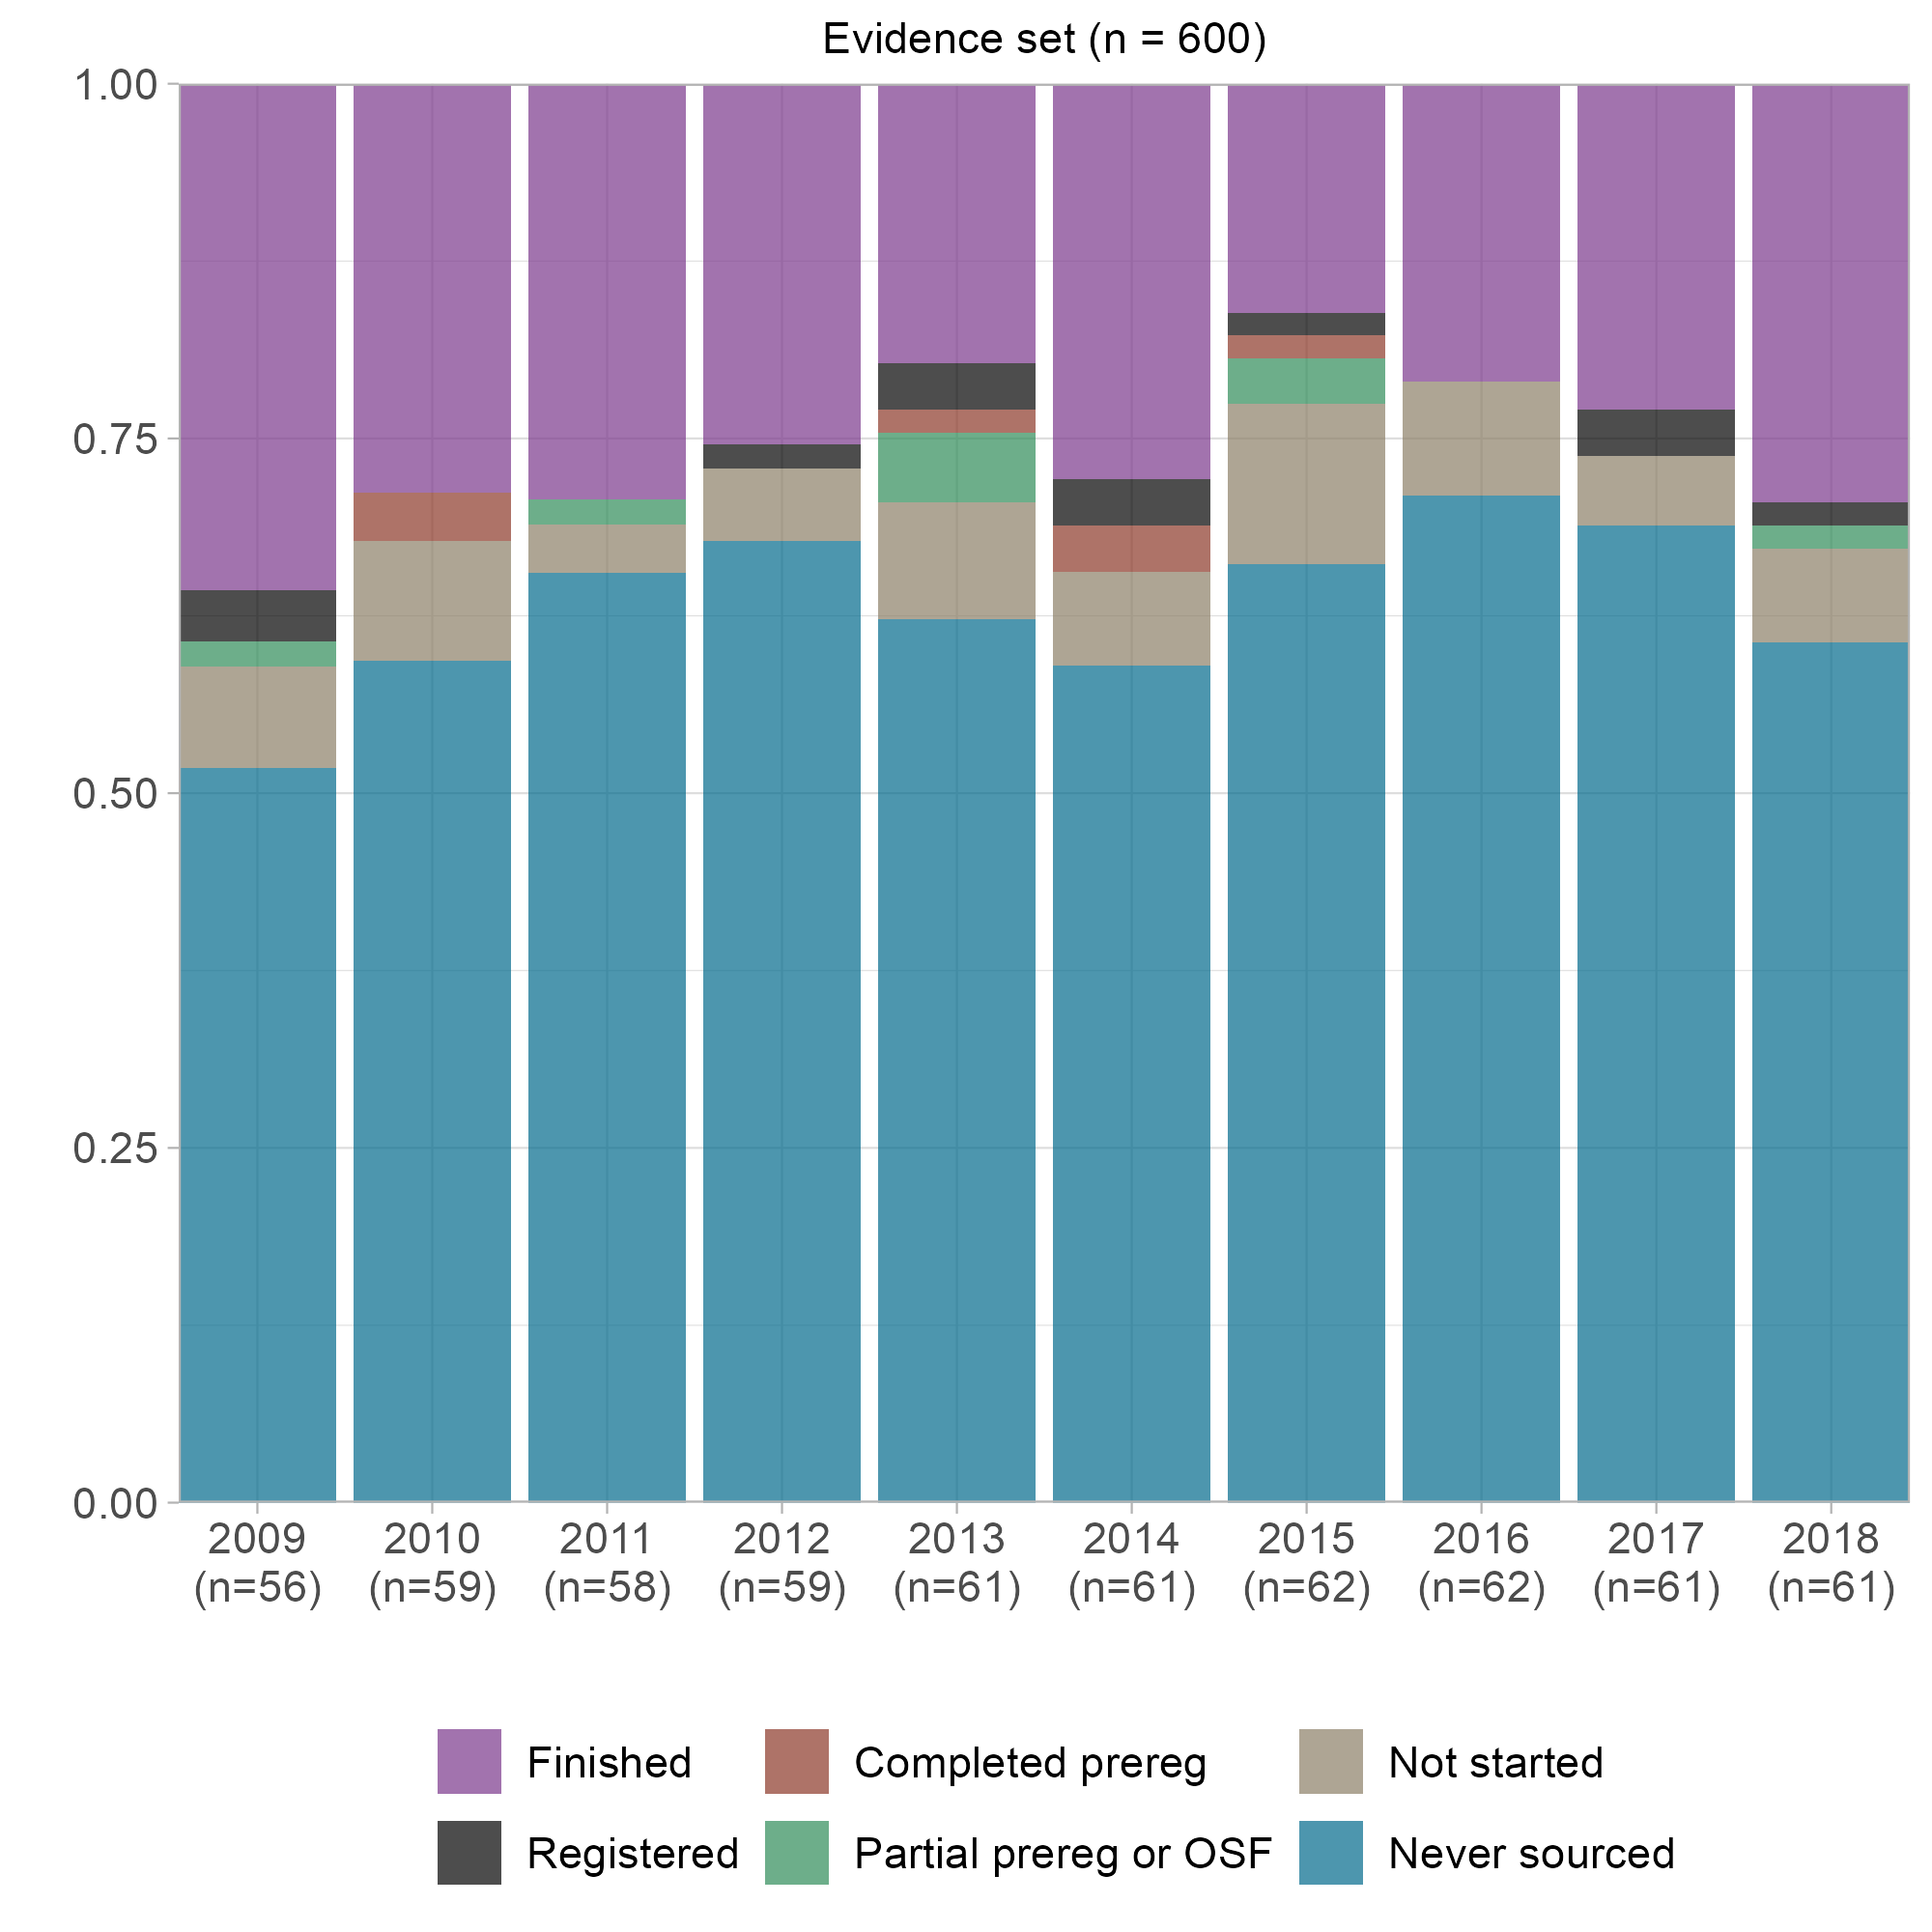 Evidence set (n = 600)
1.00
0.75
0.50
0.25
0.00
2009 2010 2011 2012 2013 2014 2015 2016 2017 2018
(n=56) (n=59) (n=58) (n=59) (n=61) (n=61) (n=62) (n=62) (n=61) (n=61)
Finished Completed prereg Not started
Registered Partial prereg or OSF Never sourced